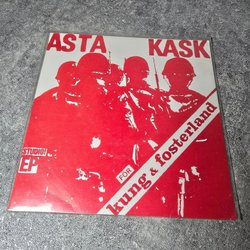 ASTA KASK
STUDIO
EP
FÖR
kung & fosterland